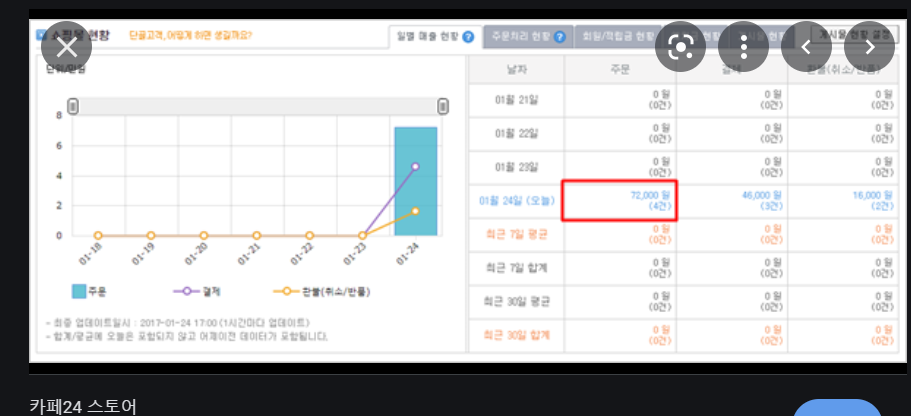 현황 단골고객, 어떻게 하면 생길까요?
일별 매출 현황 ? 주문처리 현황 ? 회원/적립금 현황 현황 게시물 현황 설정
단위/만원
날짜 주문 결제 환불(취소/반품)
8
6
4
2
0
01-18 01-19 01-20 01-21 01-22 01-23 01-24
주문 결제 환불(취소/반품)
- 최종 업데이트일시 : 2017-01-24 17:00 (1시간마다 업데이트)
- 합계/평균에 오늘은 포함되지 않고 어제이전 데이터가 포함됩니다.
01월 21일 0 원 0 원 0 원
(0건) (0건) (0건)
01월 22일 0 원 0 원 0 원
(0건) (0건) (0건)
01월 23일 0 원 0 원 0 원
(0건) (0건) (0건)
01월 24일 (오늘) 72,000 원 46,000 원 16,000 원
(4건) (3건) (2건)
최근 7일 평균 0 원 0 원 0 원
(0건) (0건) (0건)
최근 7일 합계 0 원 0 원 0 원
(0건) (0건) (0건)
최근 30일 평균 0 원 0 원 0 원
(0건) (0건) (0건)
최근 30일 합계 0 원 0 원 0 원
(0건) (0건) (0건)
카페24 스토어